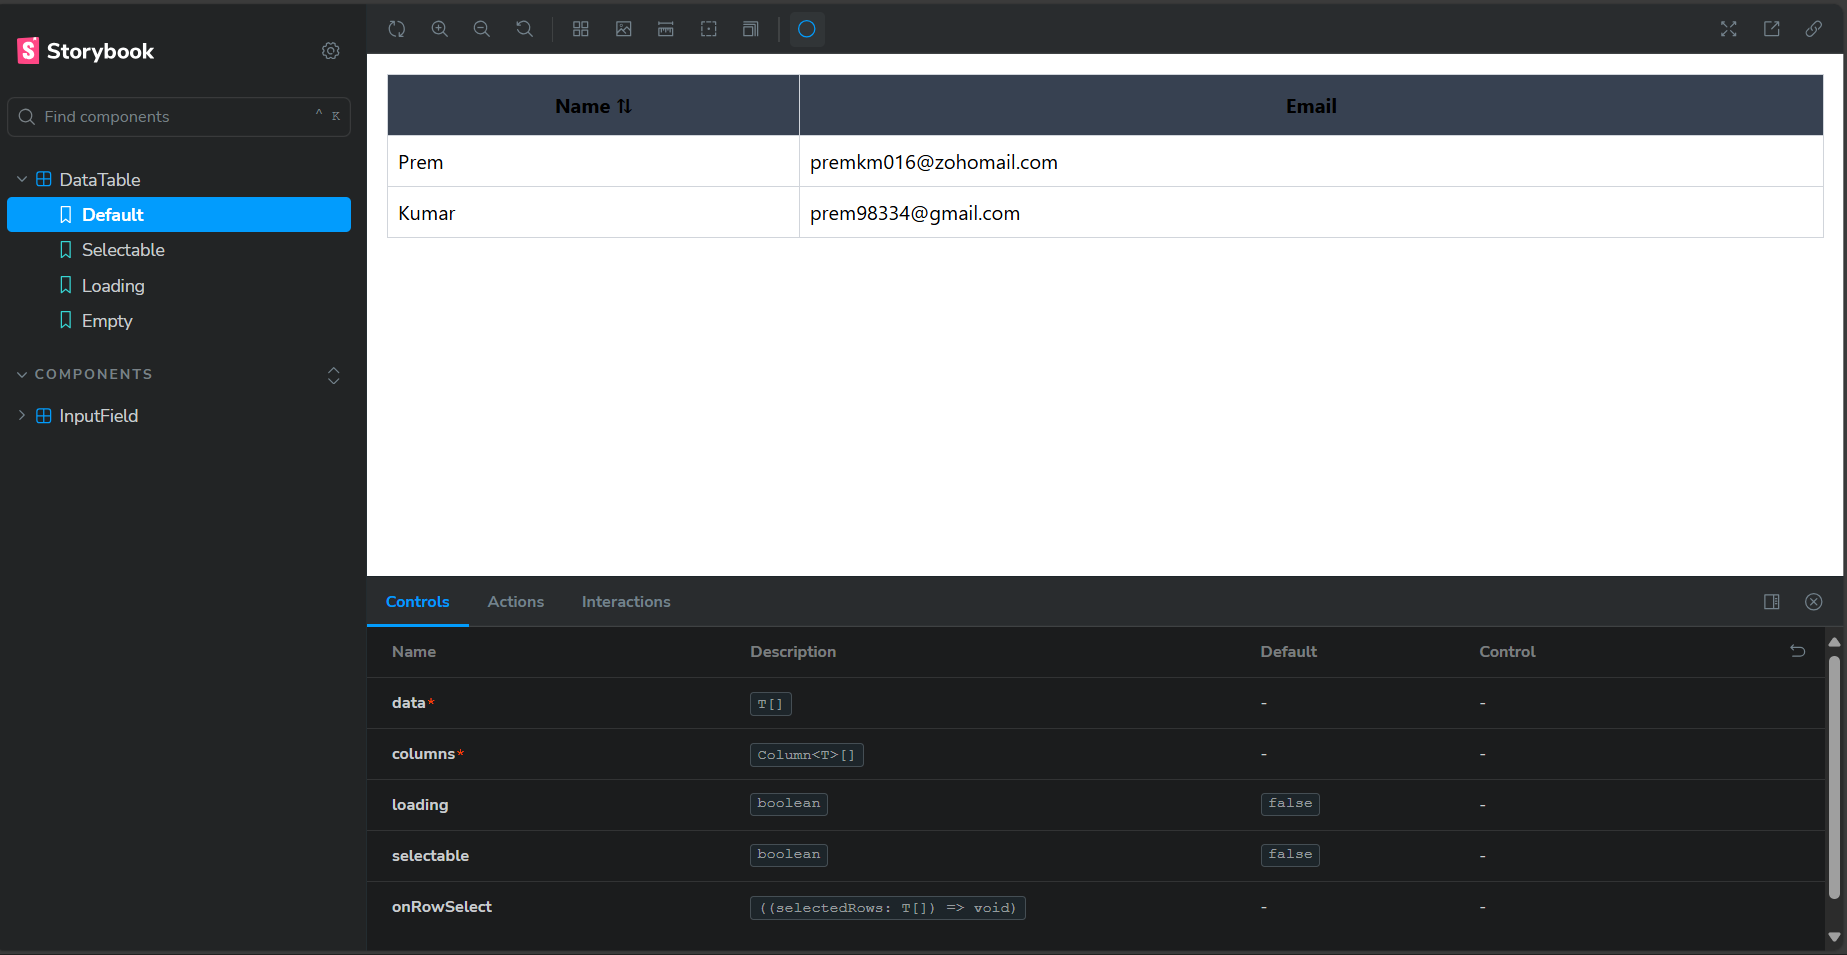 Storybook
Find components
^ K
DataTable
Default
Selectable
Loading
Empty
COMPONENTS
InputField
Name ⇅ Email
Prem premkm016@zohomail.com
Kumar prem98334@gmail.com
Controls Actions Interactions
Name Description Default Control
data* T[] - -
columns* Column<T>[] - -
loading boolean false -
selectable boolean false -
onRowSelect ((selectedRows: T[]) => void) - -